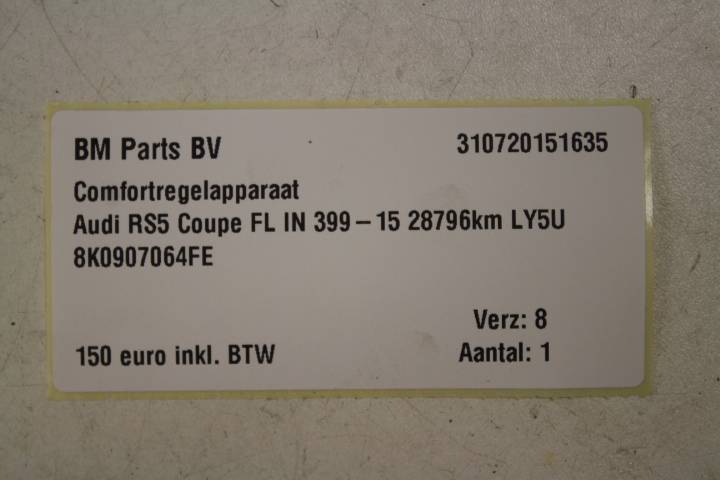 BM Parts BV 310720151635
Comfortregelapparaat
Audi RS5 Coupe FL IN 399–15 28796km LY5U
8K0907064FE
Verz: 8
150 euro inkl. BTW Aantal: 1